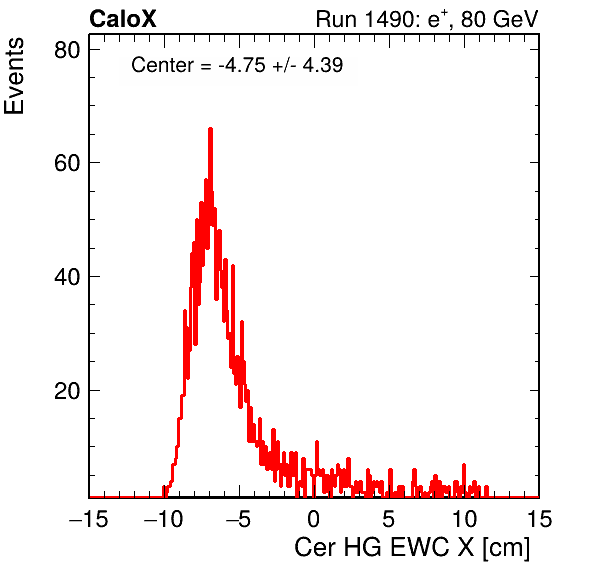 CaloX Run 1490: e⁺, 80 GeV
Center = -4.75 +/- 4.39
Events
80
60
40
20
−15 −10 −5 0 5 10 15
Cer HG EWC X [cm]